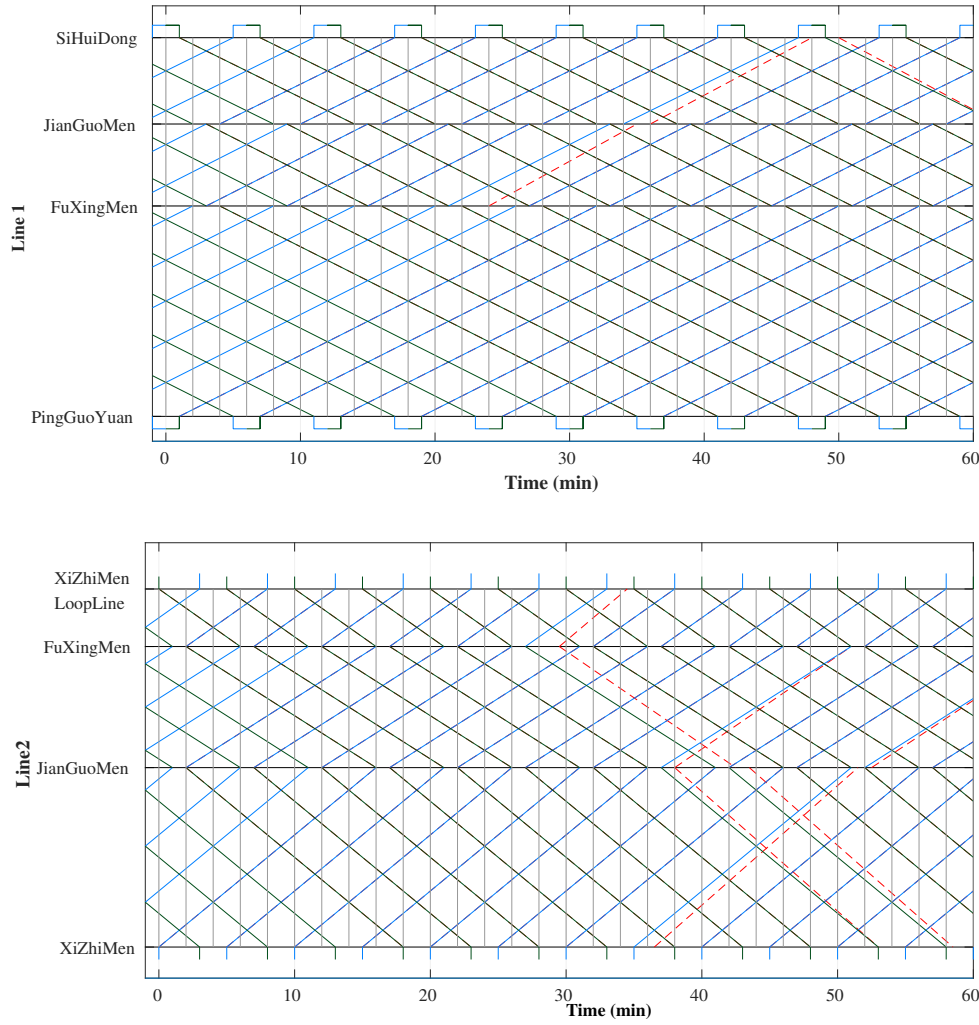 SiHuiDong
JianGuoMen
FuXingMen
PingGuoYuan
Line 1
0 10 20 30 40 50 60
Time (min)
XiZhiMen
LoopLine
FuXingMen
JianGuoMen
XiZhiMen
Line2
0 10 20 30 40 50 60
Time (min)